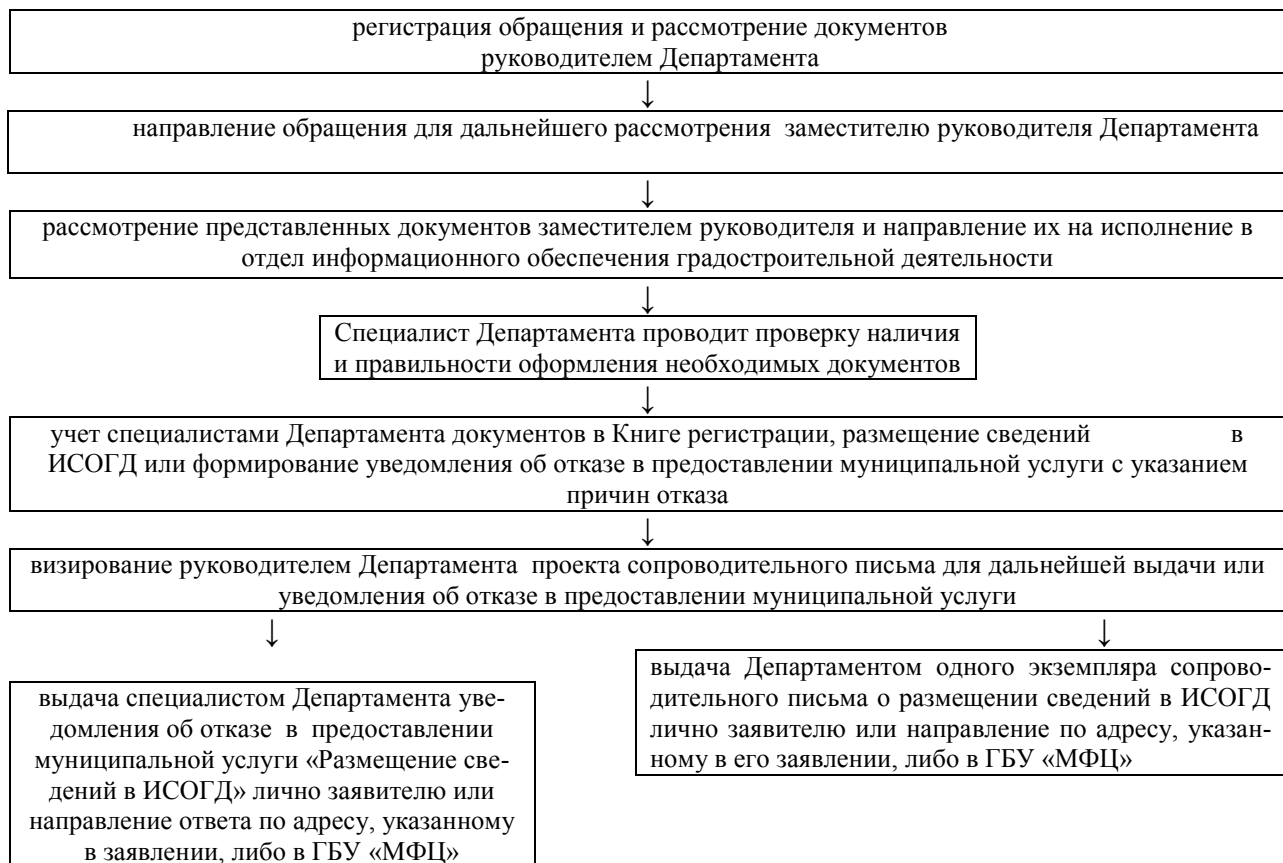 регистрация обращения и рассмотрение документов
руководителем Департамента
↓
направление обращения для дальнейшего рассмотрения заместителю руководителя Департамента
↓
рассмотрение представленных документов заместителем руководителя и направление их на исполнение в
отдел информационного обеспечения градостроительной деятельности
↓
Специалист Департамента проводит проверку наличия
и правильности оформления необходимых документов
↓
учет специалистами Департамента документов в Книге регистрации, размещение сведений в
ИСОГД или формирование уведомления об отказе в предоставлении муниципальной услуги с указанием
причин отказа
↓
визирование руководителем Департамента проекта сопроводительного письма для дальнейшей выдачи или
уведомления об отказе в предоставлении муниципальной услуги
↓ ↓
выдача специалистом Департамента уве-
домления об отказе в предоставлении
муниципальной услуги «Размещение све-
дений в ИСОГД» лично заявителю или
направление ответа по адресу, указанному
в заявлении, либо в ГБУ «МФЦ»
выдача Департаментом одного экземпляра сопрово-
дительного письма о размещении сведений в ИСОГД
лично заявителю или направление по адресу, указан-
ному в его заявлении, либо в ГБУ «МФЦ»